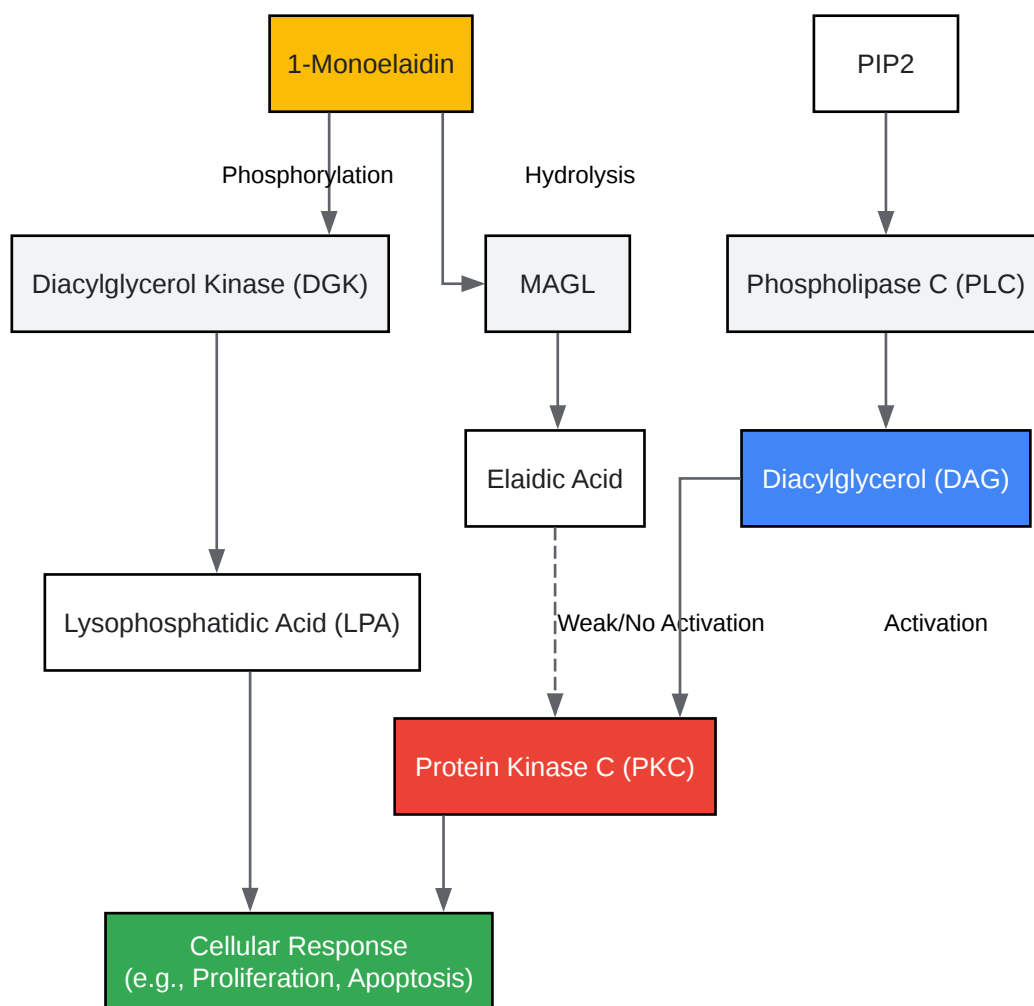 1-Monoelaidin
PIP2
Phosphorylation
Hydrolysis
Diacylglycerol Kinase (DGK)
MAGL
Phospholipase C (PLC)
Elaidic Acid
Diacylglycerol (DAG)
Lysophosphatidic Acid (LPA)
Weak/No Activation
Activation
Protein Kinase C (PKC)
Cellular Response
(e.g., Proliferation, Apoptosis)